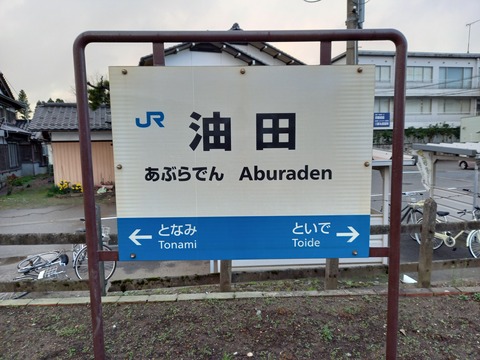 JR 油田
あぶらでん Aburaden
← となみ といで →
Tonami Toide